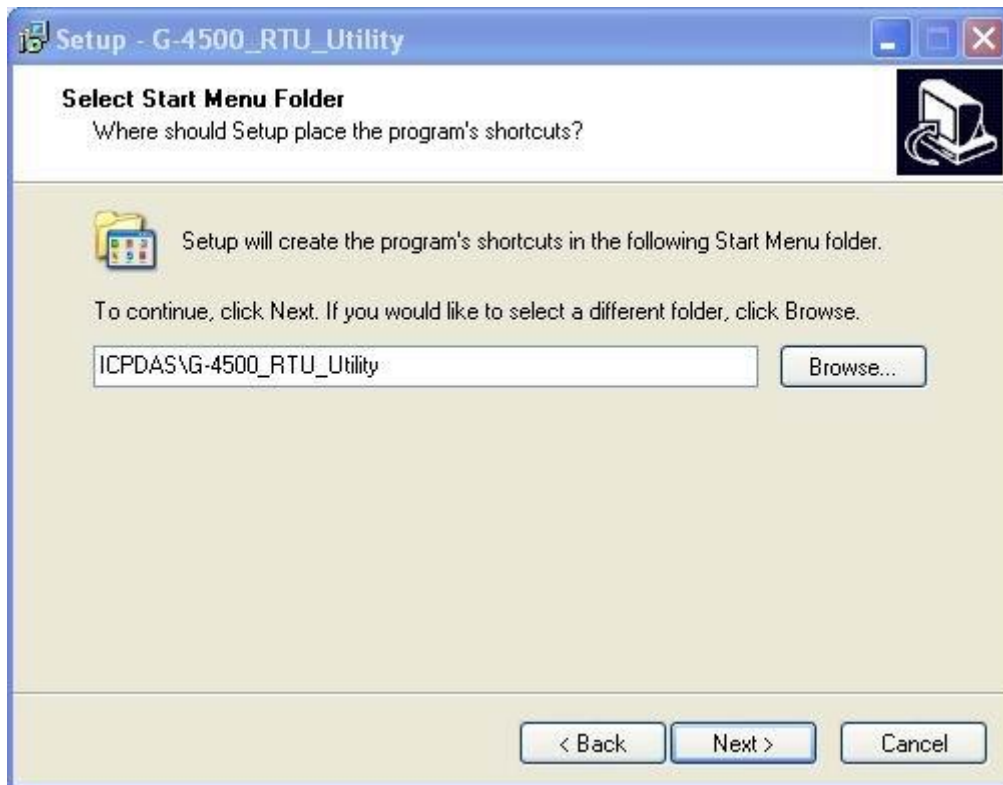 Setup - G-4500_RTU_Utility
Select Start Menu Folder
Where should Setup place the program's shortcuts?
Setup will create the program's shortcuts in the following Start Menu folder.
To continue, click Next. If you would like to select a different folder, click Browse.
ICPDAS\G-4500_RTU_Utility
Browse...
< Back
Next >
Cancel